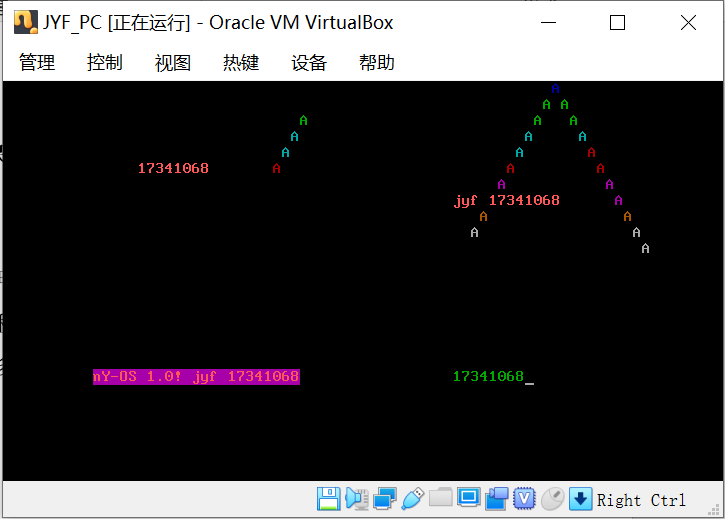 JYF_PC [正在运行] - Oracle VM VirtualBox
管理 控制 视图 热键 设备 帮助
A
A A
A A A
A A A
A A A
17341068 A A A
A A
jyf 17341068 A
A A
A A
A
mY-OS 1.0! jyf 17341068 17341068_
V Right Ctrl